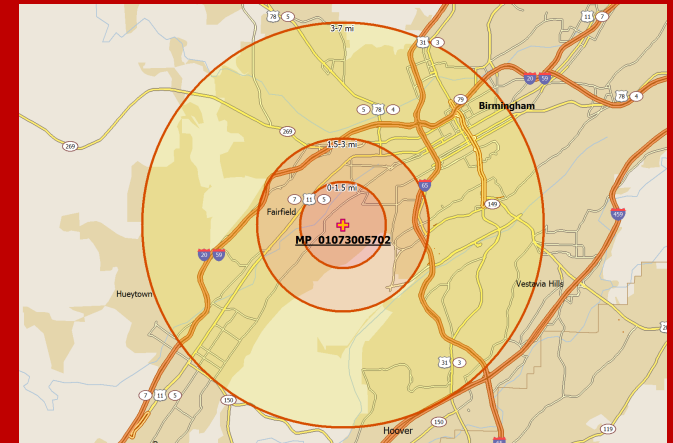 78 5
3-7 mi
11 7
31 3
20 59
78 4
79
Birmingham
5 78 4
269
1.5-3 mi
269
0-1.5 mi
65
7 11 5
149
Fairfield
459
MP_01073005702
20 59
Vestavia Hills
Hueytown
31 3
7 11 5
150
150
Hoover
119